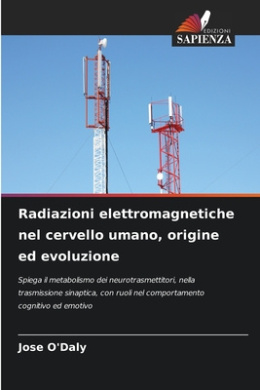 EDIZIONI
SAPIENZA
Radiazioni elettromagnetiche
nel cervello umano, origine
ed evoluzione
Spiega il metabolismo dei neurotrasmettitori, nella
trasmissione sinaptica, con ruoli nel comportamento
cognitivo ed emotivo
Jose O'Daly